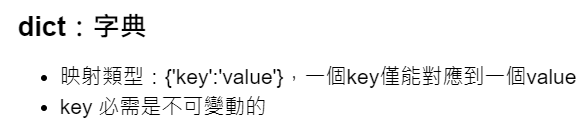 dict：字典
映射類型：{'key':'value'}，一個key僅能對應到一個value
key 必需是不可變動的